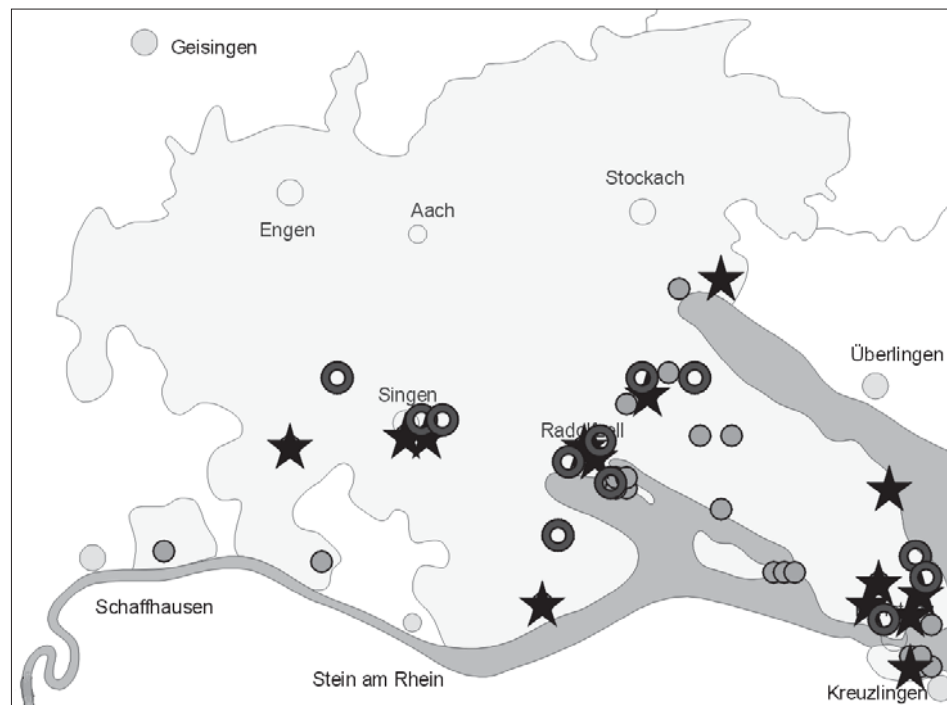 Geisingen
Stockach
Aach
Engen
Überlingen
Singen
Schaffhausen
Stein am Rhein
Kreuzlingen